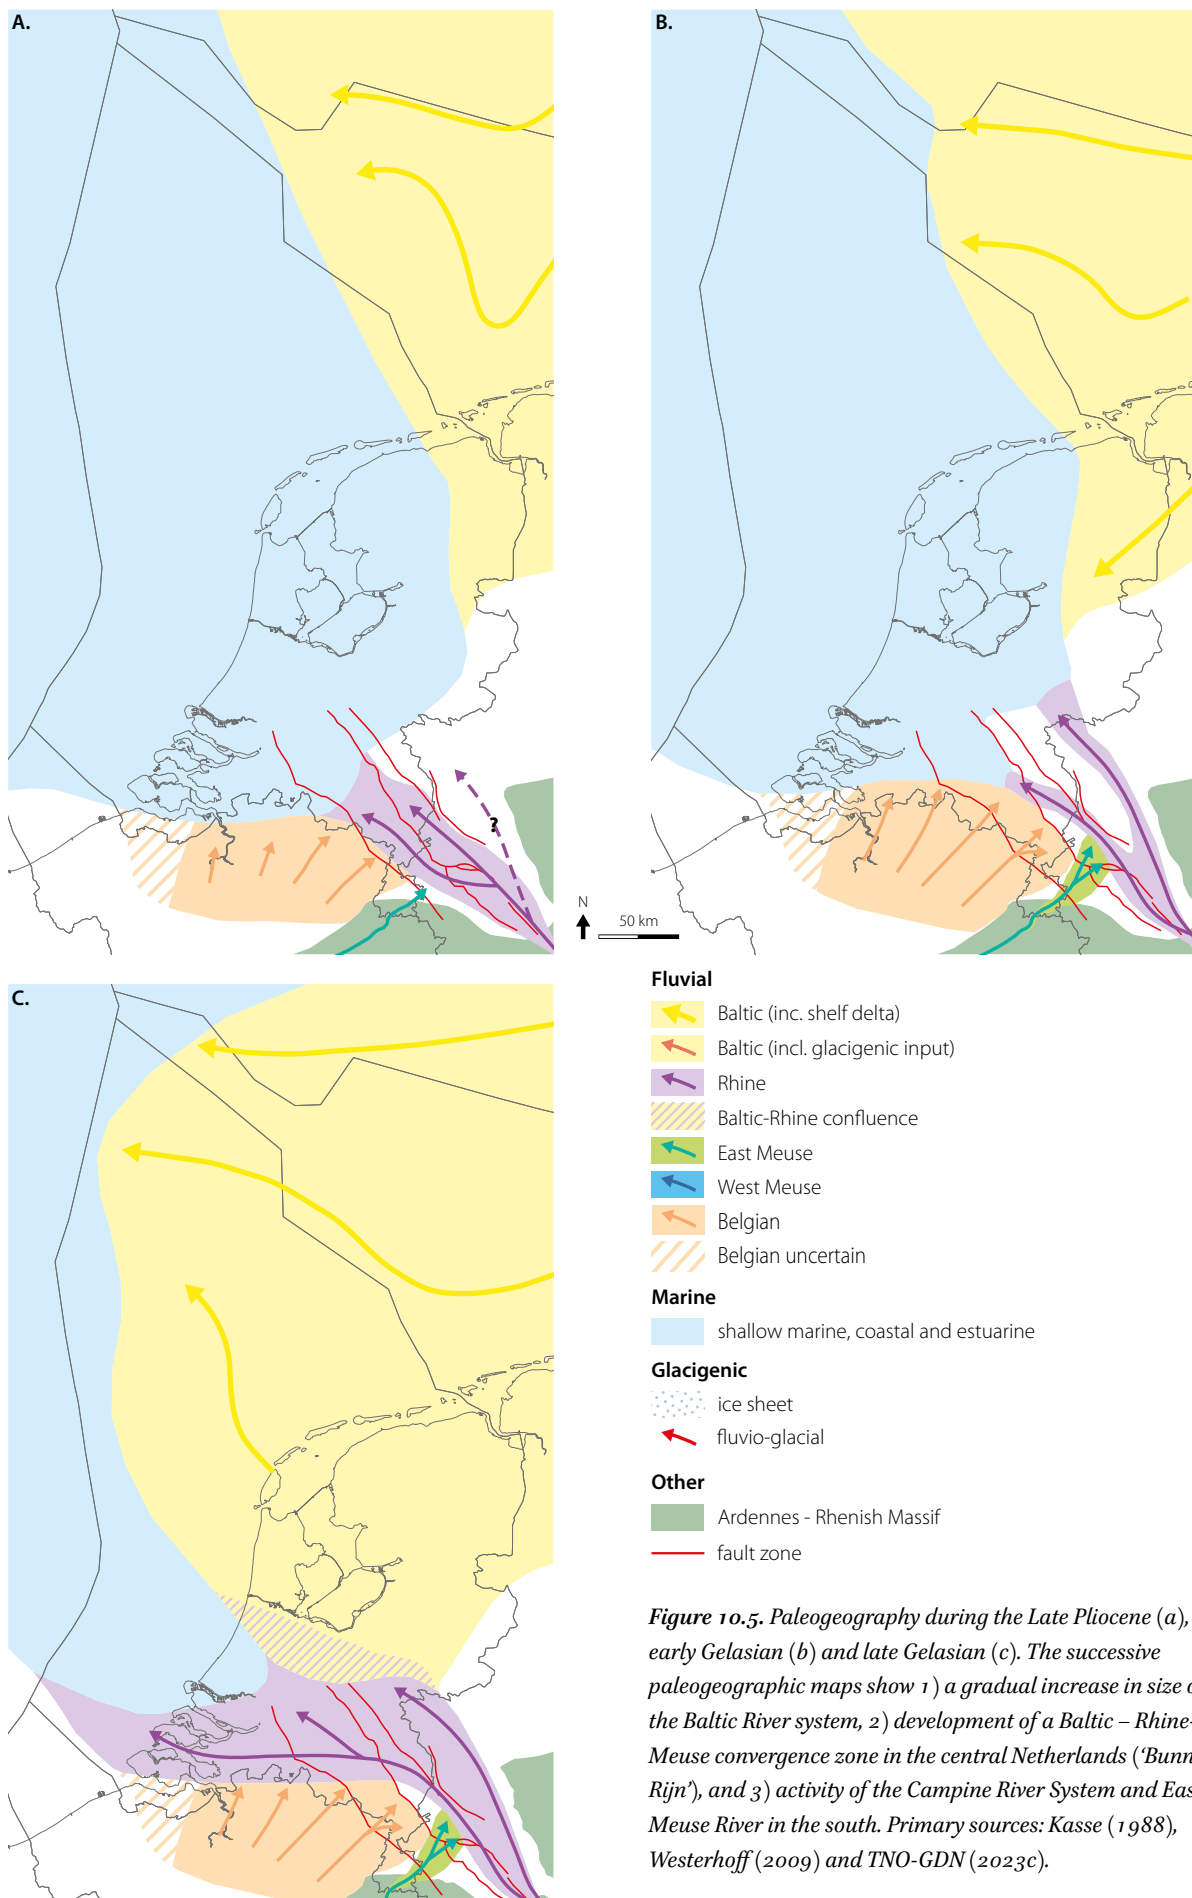 A.
B.
?
N
50 km
C.
Fluvial
Baltic (inc. shelf delta)
Baltic (incl. glacigenic input)
Rhine
Baltic-Rhine confluence
East Meuse
West Meuse
Belgian
Belgian uncertain
Marine
shallow marine, coastal and estuarine
Glacigenic
ice sheet
fluvio-glacial
Other
Ardennes - Rhenish Massif
fault zone
Figure 10.5. Paleogeography during the Late Pliocene (a),
early Gelasian (b) and late Gelasian (c). The successive
paleogeographic maps show 1) a gradual increase in size
the Baltic River system, 2) development of a Baltic – Rhine-
Meuse convergence zone in the central Netherlands (‘Bunn
Rijn’), and 3) activity of the Campine River System and Eas
Meuse River in the south. Primary sources: Kasse (1988),
Westerhoff (2009) and TNO-GDN (2023c).